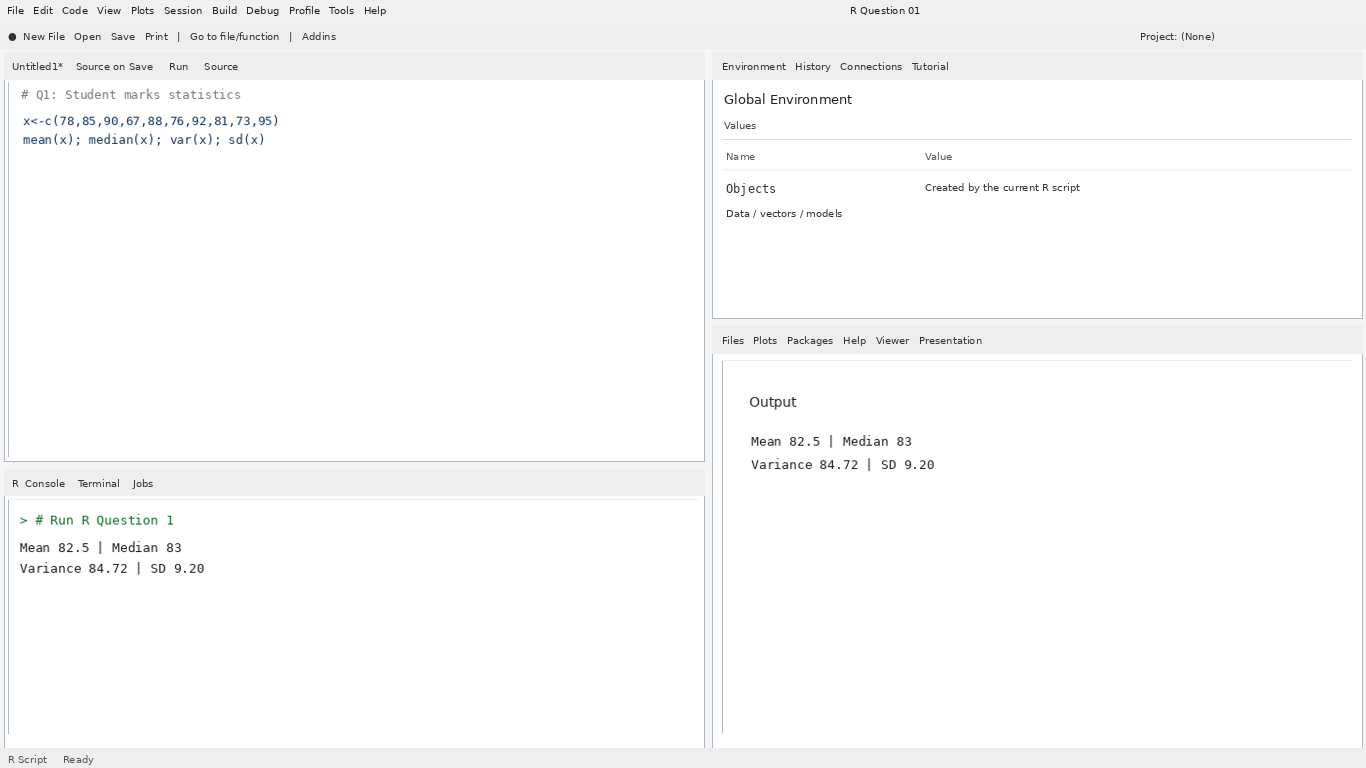 File Edit Code View Plots Session Build Debug Profile Tools Help
R Question 01
● New File Open Save Print | Go to file/function | Addins
Project: (None)
Untitled1* Source on Save Run Source
# Q1: Student marks statistics
x<-c(78,85,90,67,88,76,92,81,73,95)
mean(x); median(x); var(x); sd(x)
R Console Terminal Jobs
> # Run R Question 1
Mean 82.5 | Median 83
Variance 84.72 | SD 9.20
Environment History Connections Tutorial
Global Environment
Values
Name Value
Objects Created by the current R script
Data / vectors / models
Files Plots Packages Help Viewer Presentation
Output
Mean 82.5 | Median 83
Variance 84.72 | SD 9.20
R Script Ready